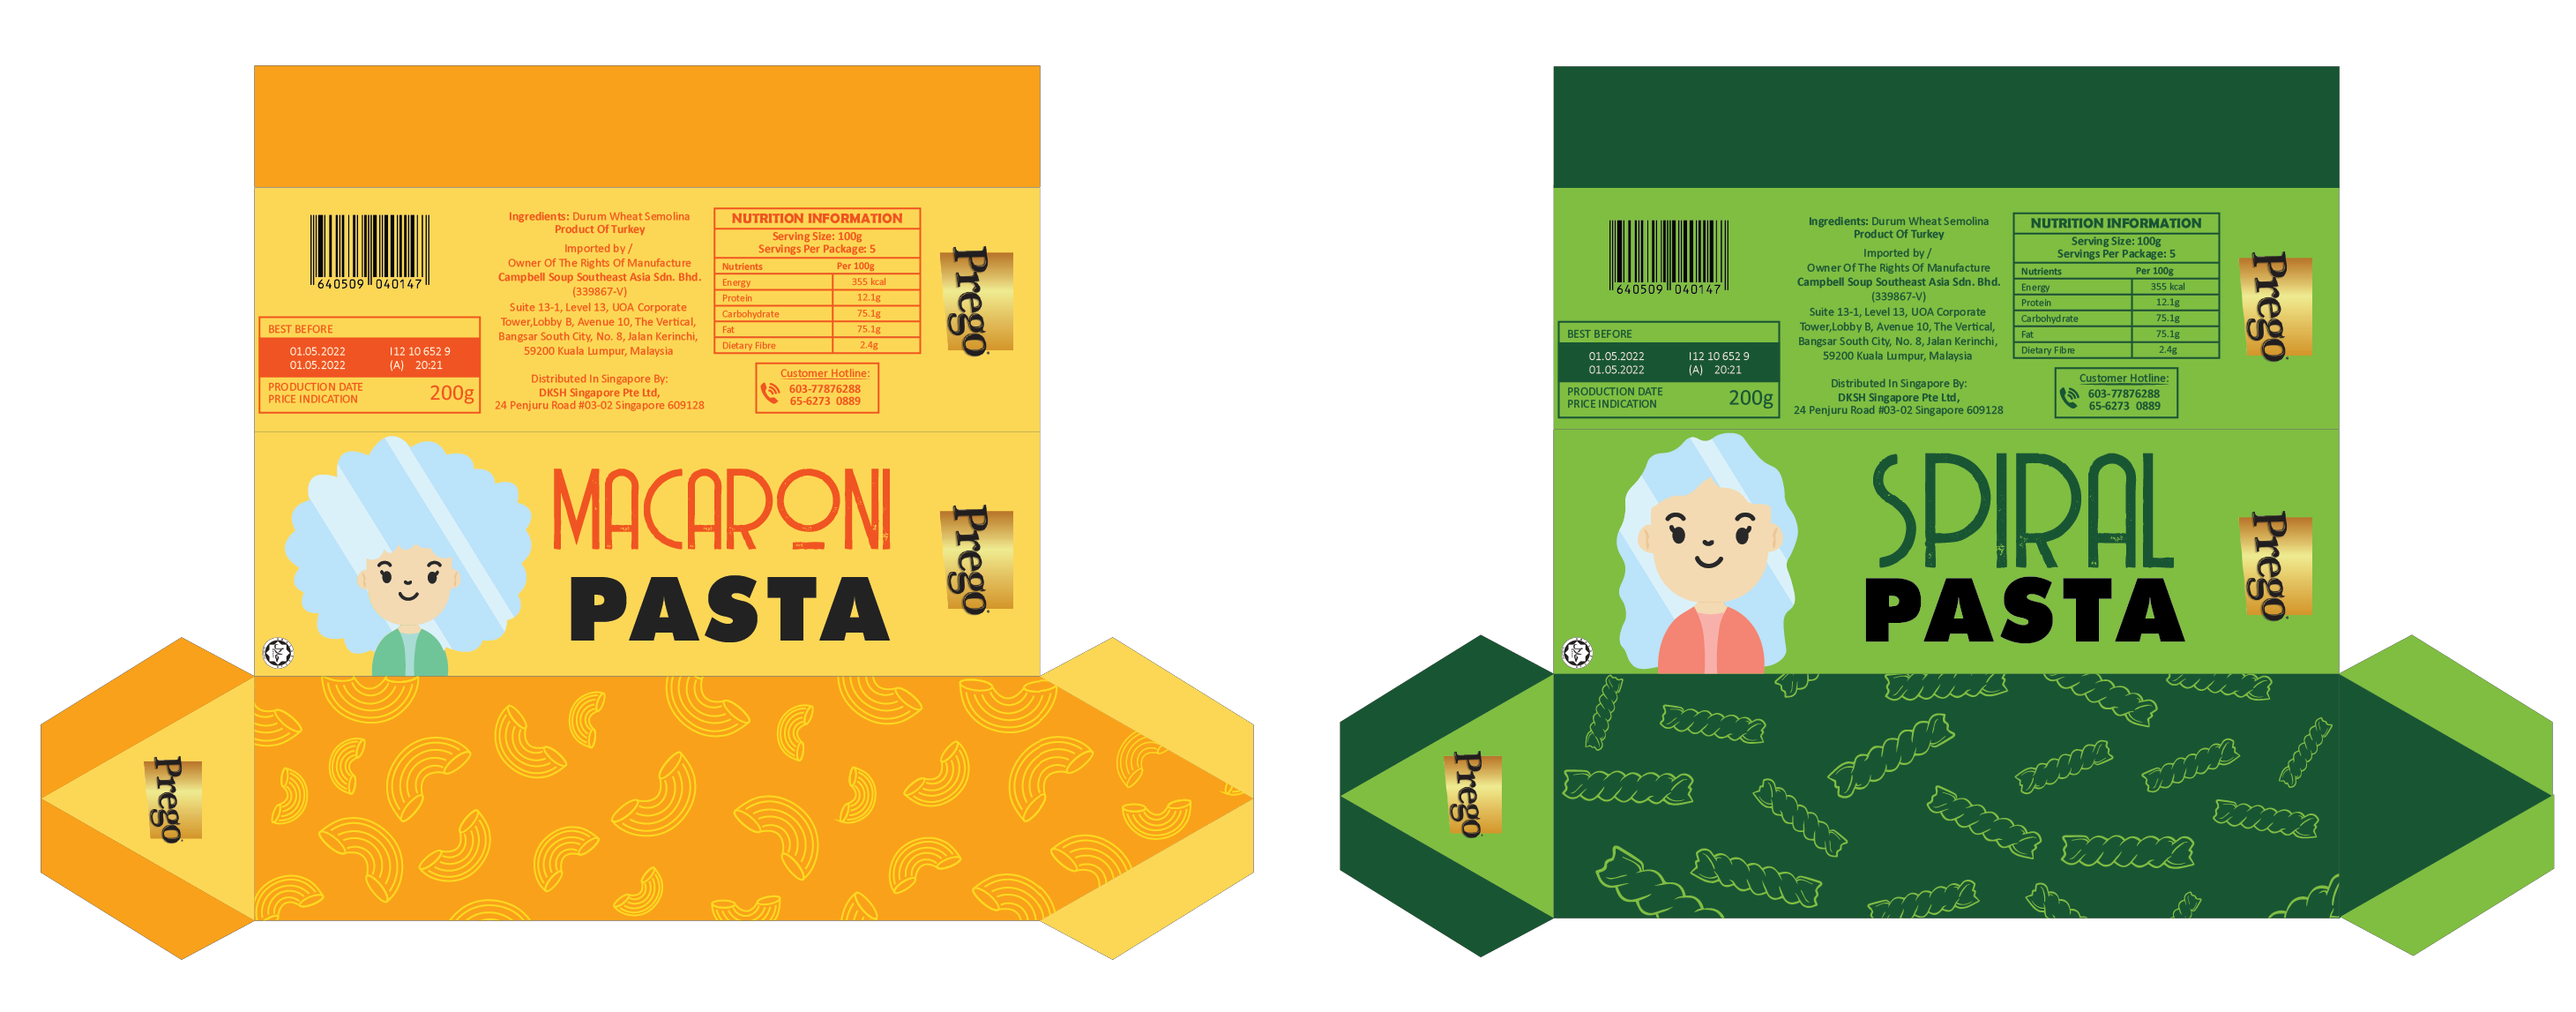 640509 040147
BEST BEFORE
01.05.2022 I12 10 652 9
01.05.2022 (A) 20:21
PRODUCTION DATE
PRICE INDICATION
200g
Ingredients: Durum Wheat Semolina
Product Of Turkey
Imported by /
Owner Of The Rights Of Manufacture
Campbell Soup Southeast Asia Sdn. Bhd.
(339867-V)
Suite 13-1, Level 13, UOA Corporate
Tower,Lobby B, Avenue 10, The Vertical,
Bangsar South City, No. 8, Jalan Kerinchi,
59200 Kuala Lumpur, Malaysia
Distributed In Singapore By:
DKSH Singapore Pte Ltd,
24 Penjuru Road #03-02 Singapore 609128
NUTRITION INFORMATION
Serving Size: 100g
Servings Per Package: 5
Nutrients Per 100g
Energy 355 kcal
Protein 12.1g
Carbohydrate 75.1g
Fat 75.1g
Dietary Fibre 2.4g
Customer Hotline:
603-77876288
65-6273 0889
Prego
MACARONI
PASTA
Prego
Prego
640509 040147
BEST BEFORE
01.05.2022 I12 10 652 9
01.05.2022 (A) 20:21
PRODUCTION DATE
PRICE INDICATION
200g
Ingredients: Durum Wheat Semolina
Product Of Turkey
Imported by /
Owner Of The Rights Of Manufacture
Campbell Soup Southeast Asia Sdn. Bhd.
(339867-V)
Suite 13-1, Level 13, UOA Corporate
Tower,Lobby B, Avenue 10, The Vertical,
Bangsar South City, No. 8, Jalan Kerinchi,
59200 Kuala Lumpur, Malaysia
Distributed In Singapore By:
DKSH Singapore Pte Ltd,
24 Penjuru Road #03-02 Singapore 609128
NUTRITION INFORMATION
Serving Size: 100g
Servings Per Package: 5
Nutrients Per 100g
Energy 355 kcal
Protein 12.1g
Carbohydrate 75.1g
Fat 75.1g
Dietary Fibre 2.4g
Customer Hotline:
603-77876288
65-6273 0889
Prego
SPIRAL
PASTA
Prego
Prego